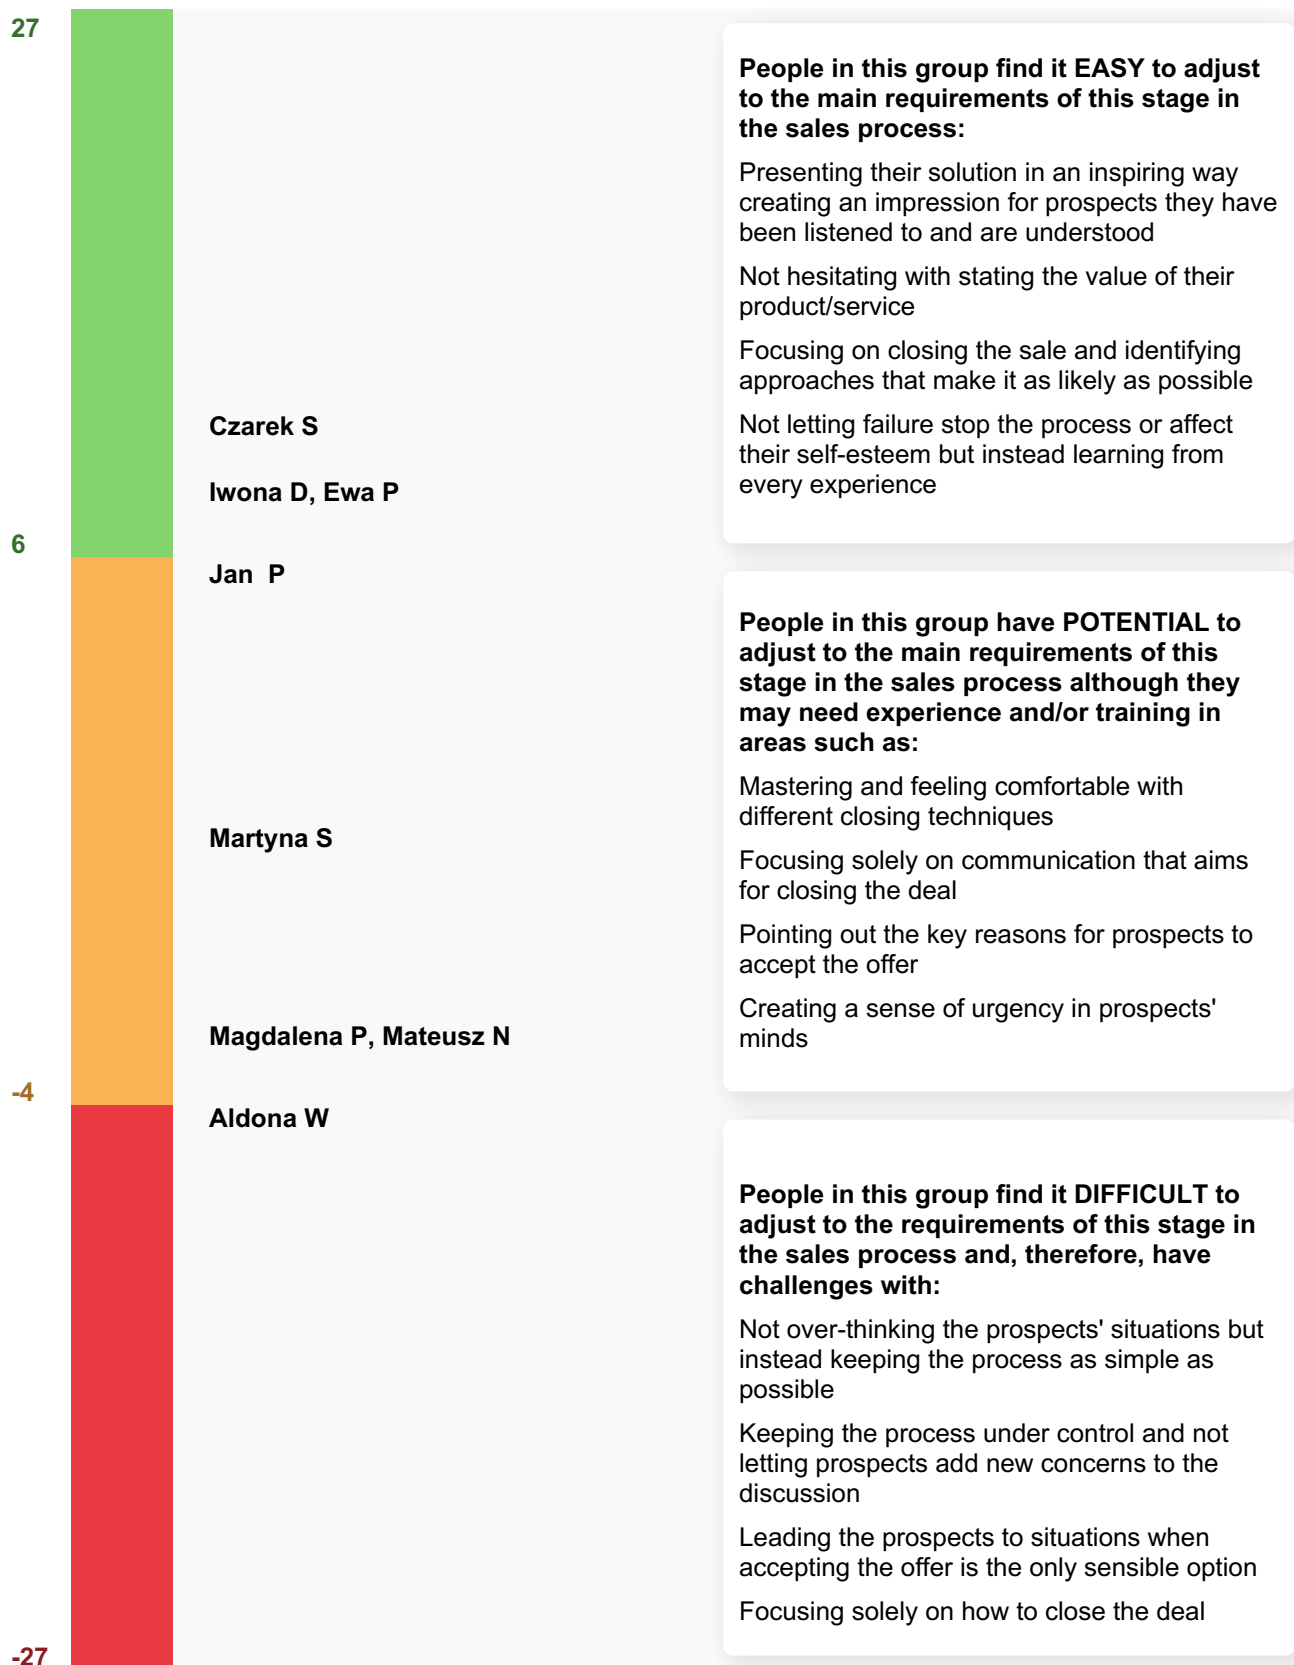 27
People in this group find it EASY to adjust
to the main requirements of this stage in
the sales process:
Presenting their solution in an inspiring way
creating an impression for prospects they have
been listened to and are understood
Not hesitating with stating the value of their
product/service
Focusing on closing the sale and identifying
approaches that make it as likely as possible
Not letting failure stop the process or affect
their self-esteem but instead learning from
every experience
Czarek S
Iwona D, Ewa P
6
Jan  P
People in this group have POTENTIAL to
adjust to the main requirements of this
stage in the sales process although they
may need experience and/or training in
areas such as:
Mastering and feeling comfortable with
different closing techniques
Focusing solely on communication that aims
for closing the deal
Pointing out the key reasons for prospects to
accept the offer
Creating a sense of urgency in prospects'
minds
Martyna S
Magdalena P, Mateusz N
-4
Aldona W
People in this group find it DIFFICULT to
adjust to the requirements of this stage in
the sales process and, therefore, have
challenges with:
Not over-thinking the prospects' situations but
instead keeping the process as simple as
possible
Keeping the process under control and not
letting prospects add new concerns to the
discussion
Leading the prospects to situations when
accepting the offer is the only sensible option
Focusing solely on how to close the deal
-27